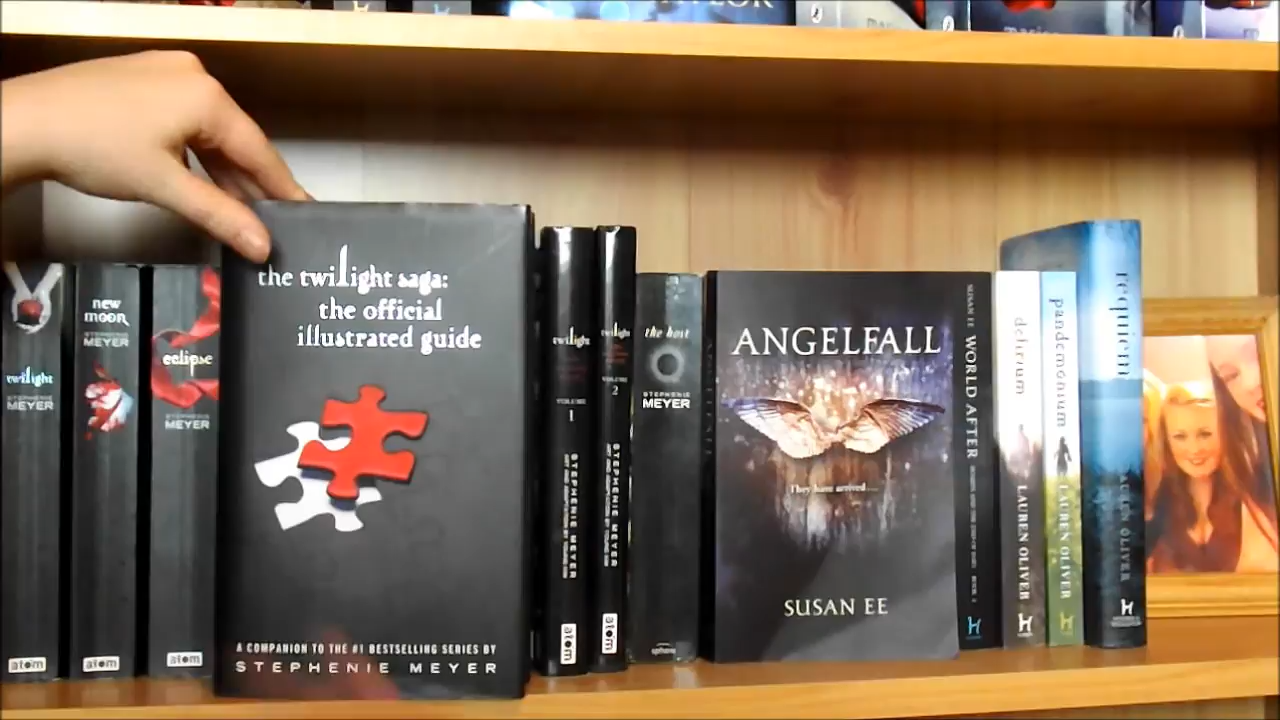 TAYLOR
twilight
STEPHENIE
MEYER
atom
new
moon
STEPHENIE
MEYER
atom
eclipse
STEPHENIE
MEYER
atom
the twilight saga:
the official
illustrated guide
A COMPANION TO THE #1 BESTSELLING SERIES BY
STEPHENIE MEYER
twilight
VOLUME
1
STEPHENIE MEYER
atom
twilight
VOLUME
2
STEPHENIE MEYER
atom
the host
STEPHENIE
MEYER
sphere
ANGELFALL
They have arrived...
SUSAN EE
SUSAN EE WORLD AFTER
delirium
LAUREN OLIVER
pandemonium
LAUREN OLIVER
requiem
LAUREN OLIVER